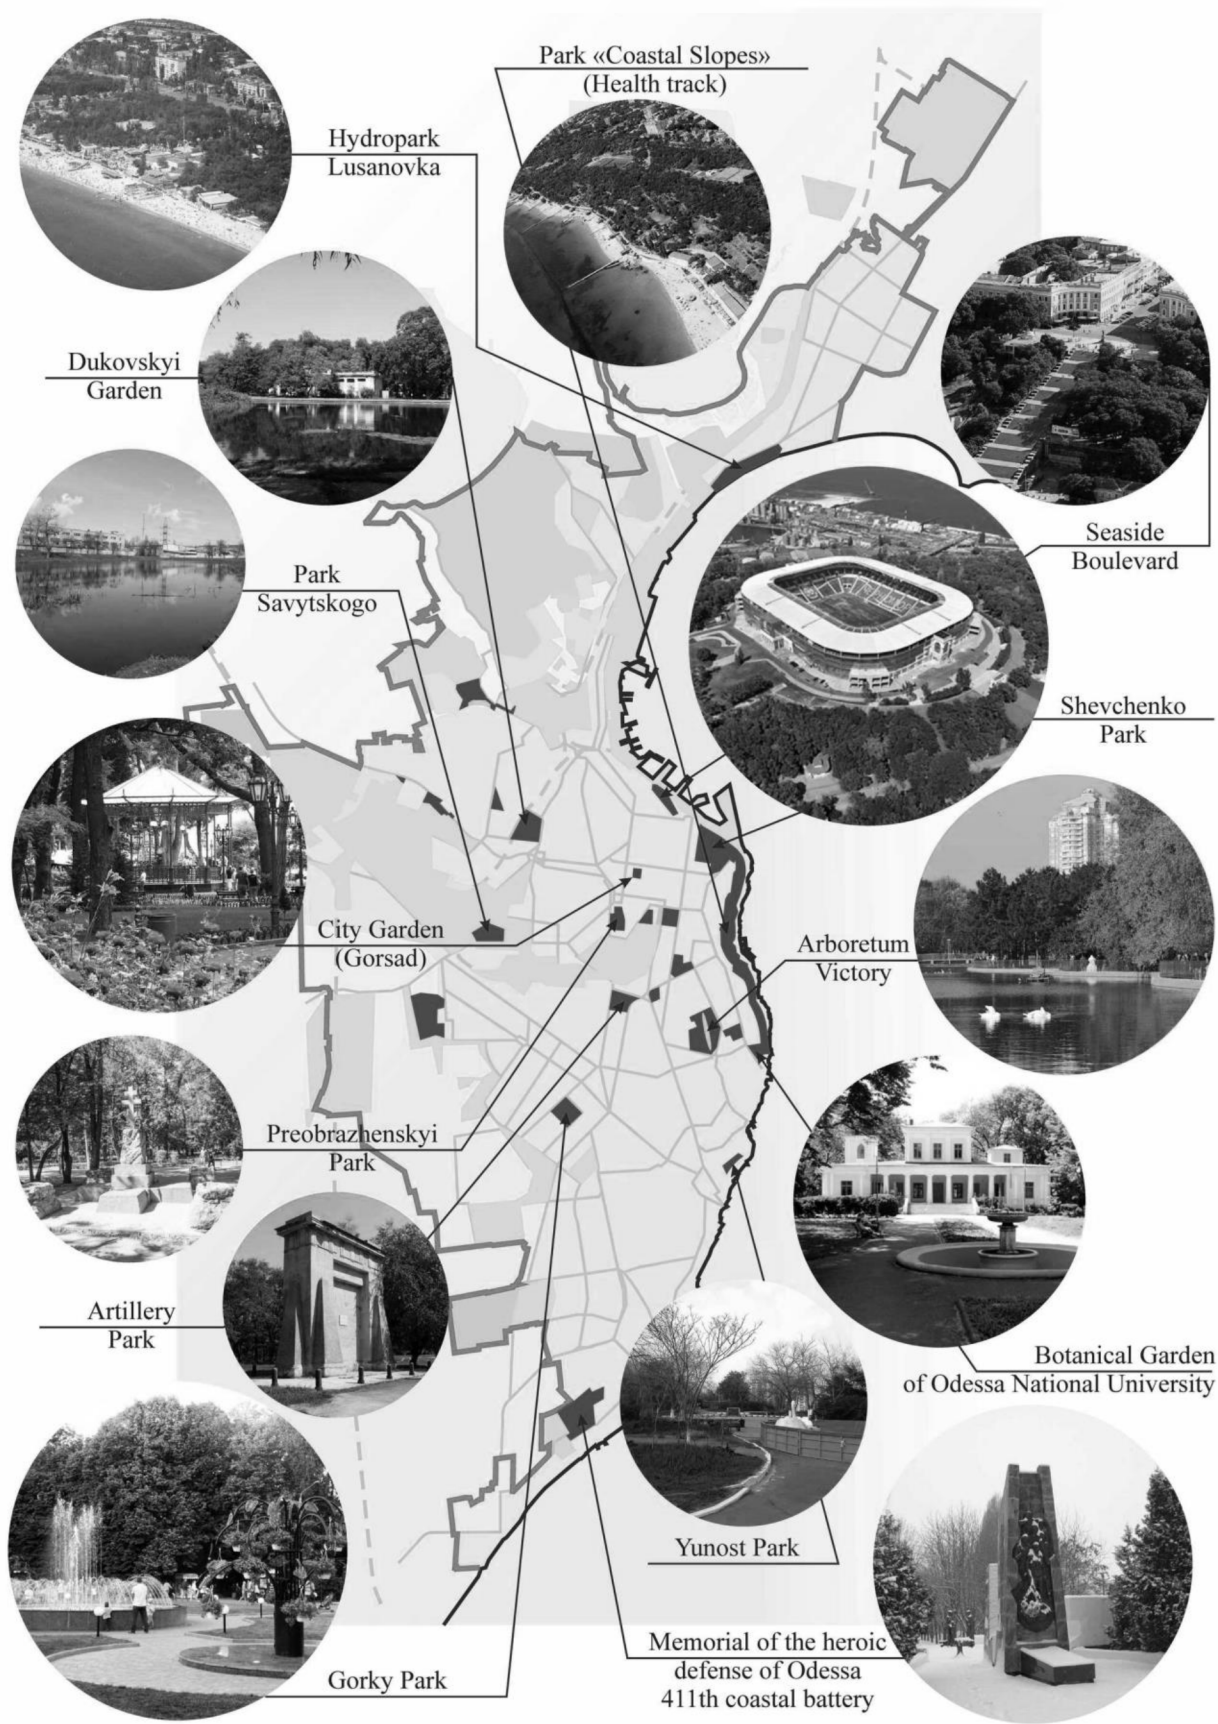 Park «Coastal Slopes»
(Health track)
Hydropark
Lusanovka
Dukovskyi
Garden
Seaside
Boulevard
Park
Savytskogo
Shevchenko
Park
City Garden
(Gorsad)
Arboretum
Victory
Preobrazhenskyi
Park
Artillery
Park
Botanical Garden
of Odessa National University
Yunost Park
Memorial of the heroic
defense of Odessa
411th coastal battery
Gorky Park